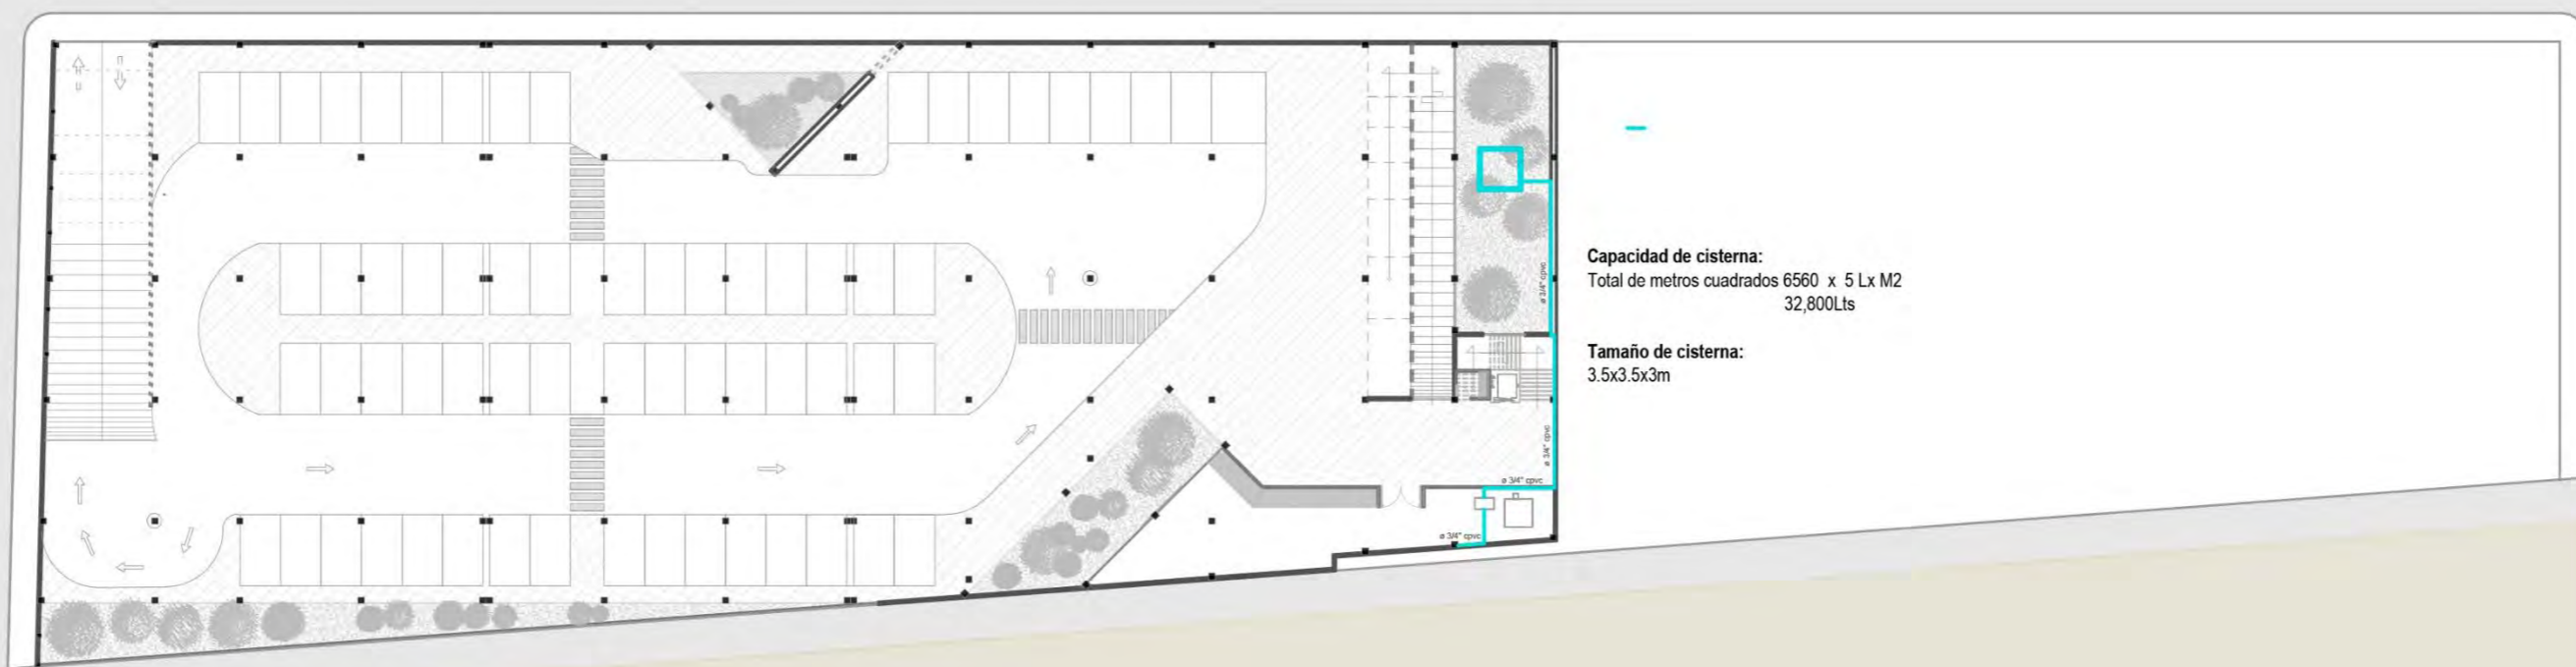 Capacidad de cisterna:
Total de metros cuadrados 6560 x 5 Lx M2
32,800Lts
Tamaño de cisterna:
3.5x3.5x3m
ø 3/4" cpvc
ø 3/4" cpvc
ø 3/4" cpvc
ø 3/4" cpvc